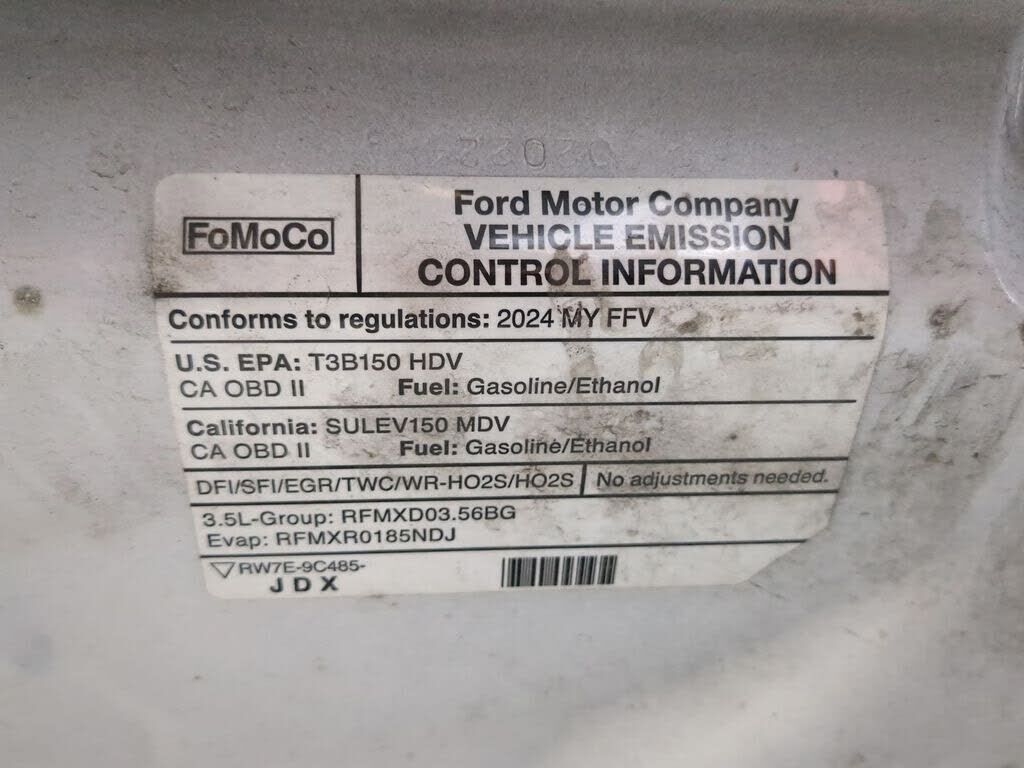 FoMoCo
Ford Motor Company
VEHICLE EMISSION
CONTROL INFORMATION
Conforms to regulations: 2024 MY FFV
U.S. EPA: T3B150 HDV
CA OBD II Fuel: Gasoline/Ethanol
California: SULEV150 MDV
CA OBD II Fuel: Gasoline/Ethanol
DFI/SFI/EGR/TWC/WR-HO2S/HO2S No adjustments needed.
3.5L-Group: RFMXD03.56BG
Evap: RFMXR0185NDJ
RW7E-9C485-
JDX